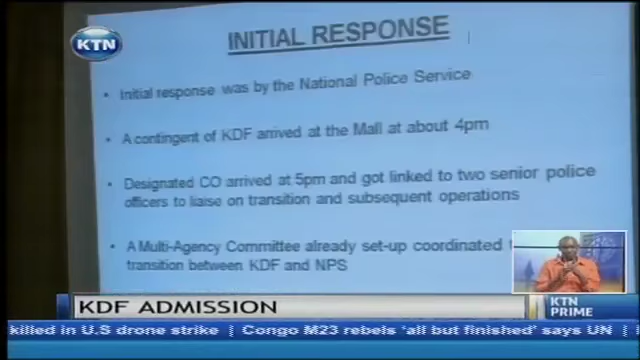 KTN
INITIAL RESPONSE
• Initial response was by the National Police Service
• A contingent of KDF arrived at the Mall at about 4pm
• Designated CO arrived at 5pm and got linked to two senior police
officers to liaise on transition and subsequent operations
• A Multi-Agency Committee already set-up coordinated
transition between KDF and NPS
KDF ADMISSION
KTN
PRIME
killed in U.S drone strike | Congo M23 rebels 'all but finished' says UN |